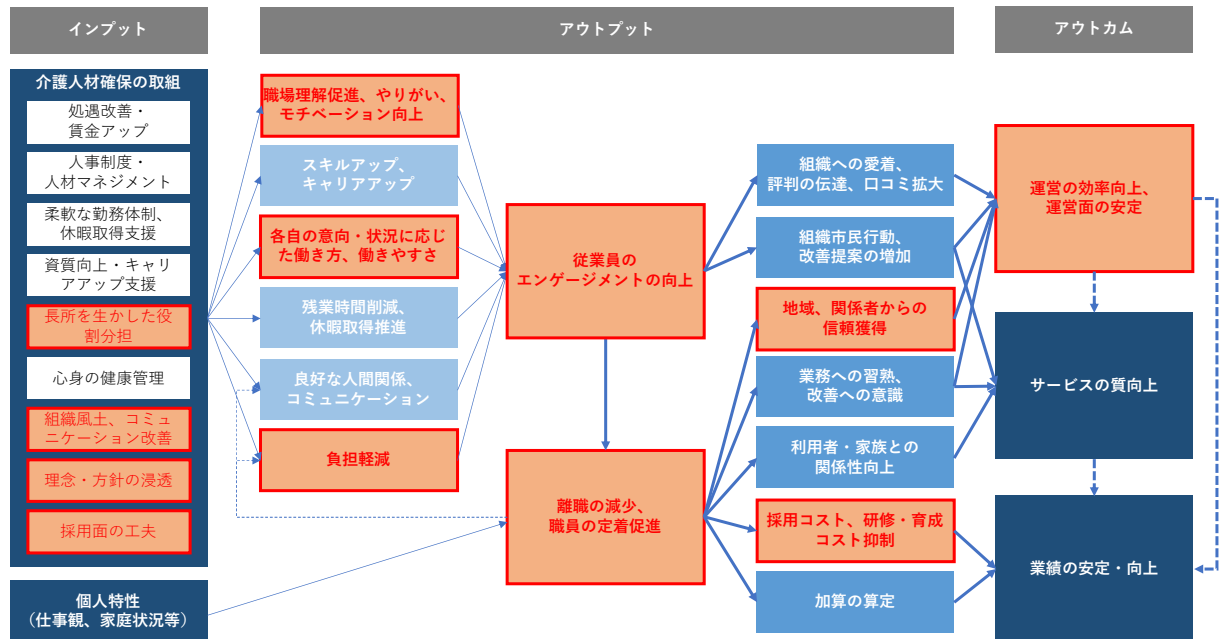 インプット
アウトプット
アウトカム
介護人材確保の取組
処遇改善・
賃金アップ
人事制度・
人材マネジメント
柔軟な勤務体制、
休暇取得支援
資質向上・キャリ
アアップ支援
長所を生かした役
割分担
心身の健康管理
組織風土、コミュ
ニケーション改善
理念・方針の浸透
採用面の工夫
個人特性
（仕事観、家庭状況等）
職場理解促進、やりがい、
モチベーション向上
スキルアップ、
キャリアアップ
各自の意向・状況に応じ
た働き方、働きやすさ
残業時間削減、
休暇取得推進
良好な人間関係、
コミュニケーション
負担軽減
従業員の
エンゲージメントの向上
離職の減少、
職員の定着促進
組織への愛着、
評判の伝達、口コミ拡大
組織市民行動、
改善提案の増加
地域、関係者からの
信頼獲得
業務への習熟、
改善への意識
利用者・家族との
関係性向上
採用コスト、研修・育成
コスト抑制
加算の算定
運営の効率向上、
運営面の安定
サービスの質向上
業績の安定・向上